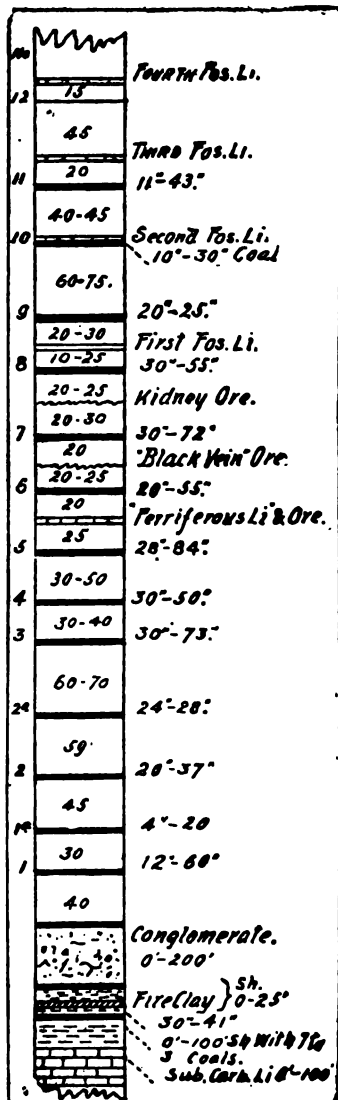 No
FOURTH FOS. LI.
15
12
45
THIRD FOS. LI.
20
11 11"-43."
40-45
10 Second Fos. Li.
10"-30" Coal
60-75.
9 20"-25."
20-30
First Fos. Li.
10-25
8 30"-55."
20-25
Kidney Ore.
20-30
7 30"-72"
20
"Black Vein" Ore.
20-25
6 20"-55."
20
"Ferriferous Li" & Ore.
25
5 28"-84."
30-50
4 30"-50."
30-40
3 30"-73."
60-70
2a 24"-28."
59
2 20"-37"
45
1a 4"-20
30
1 12"-60"
40
Conglomerate.
0'-200'
Fire Clay } Sh.
0-25'
30"-41"
0'-100' Sh With
3 Coals.
Sub. Carb. Li 0'-100'